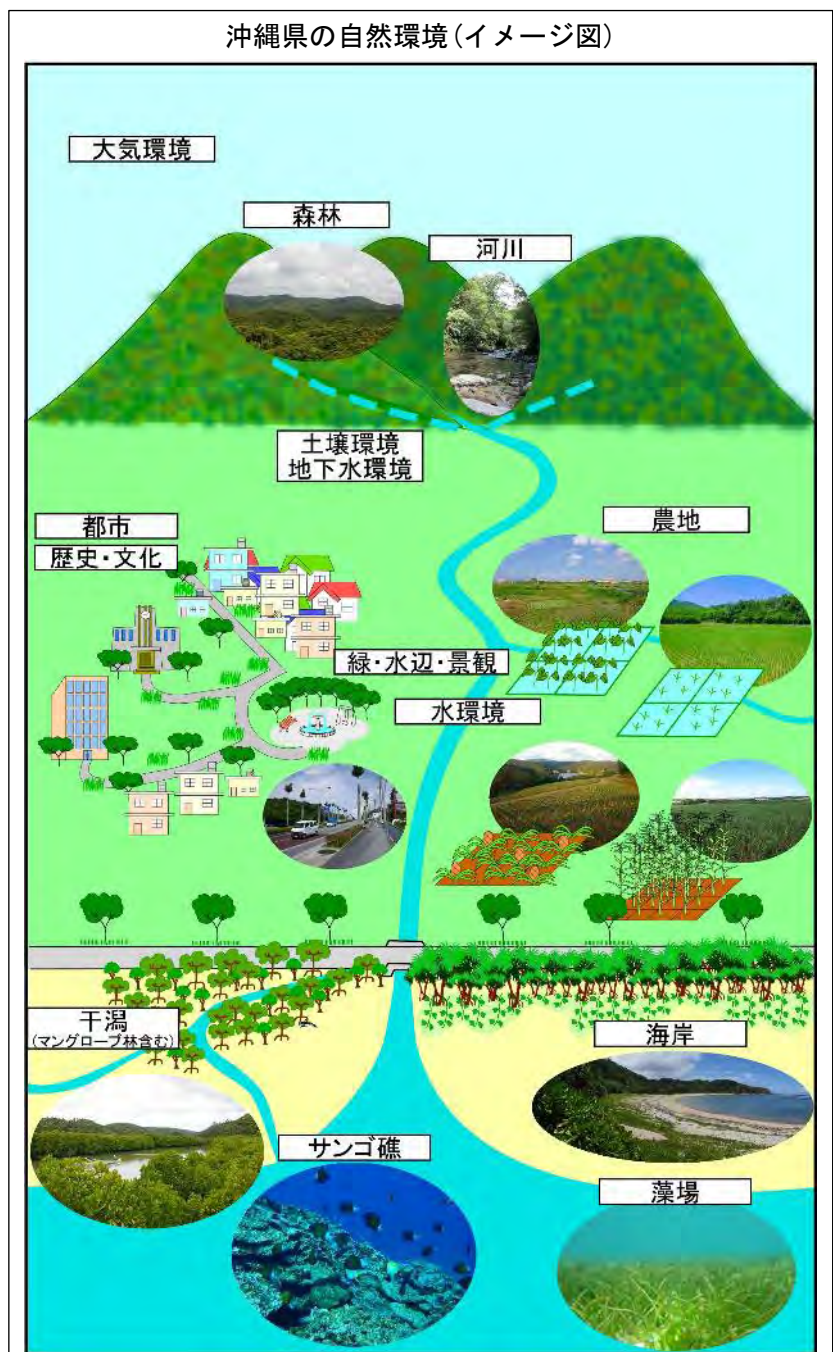 沖縄県の自然環境(イメージ図)
大気環境
森林
河川
土壌環境
地下水環境
都市
歴史・文化
農地
緑・水辺・景観
水環境
干潟
(マングローブ林含む)
海岸
サンゴ礁
藻場